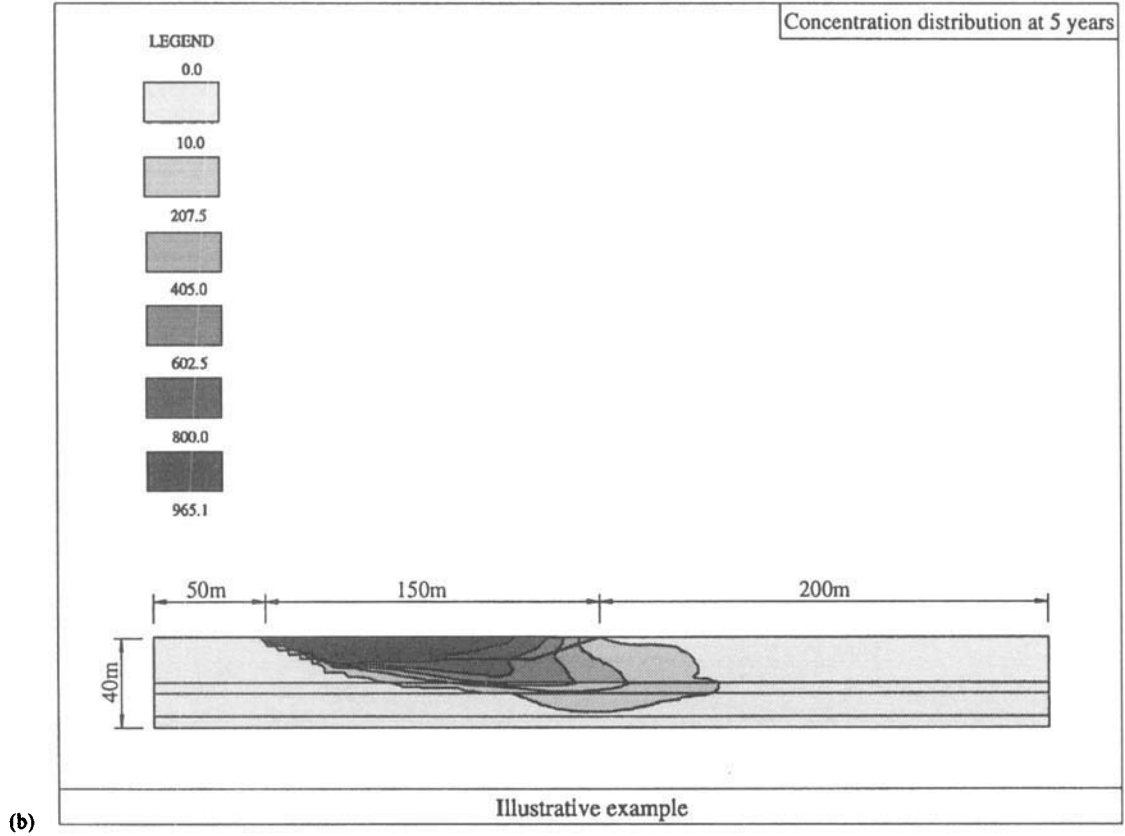 Concentration distribution at 5 years
LEGEND
0.0
10.0
207.5
405.0
602.5
800.0
965.1
50m
150m
200m
40m
Illustrative example
(b)